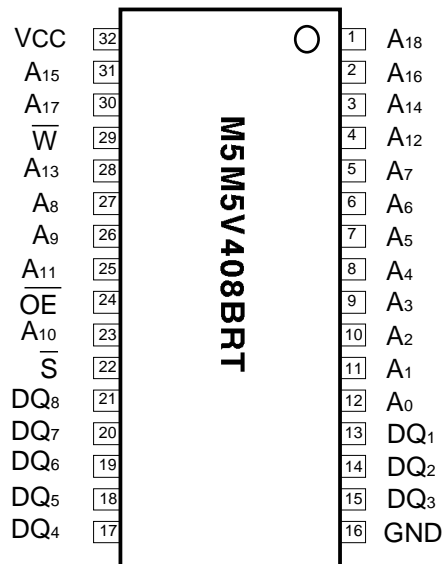 VCC 32 1 A18
A15 31 2 A16
A17 30 3 A14
W 29 4 A12
A13 28 5 A7
A8 27 6 A6
A9 26 7 A5
A11 25 8 A4
OE 24 9 A3
A10 23 10 A2
S 22 11 A1
DQ8 21 12 A0
DQ7 20 13 DQ1
DQ6 19 14 DQ2
DQ5 18 15 DQ3
DQ4 17 16 GND
M5M5V408BRT